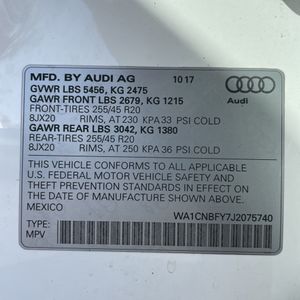 MFD. BY AUDI AG 10 17
GVWR LBS 5456, KG 2475
GAWR FRONT LBS 2679, KG 1215
FRONT-TIRES 255/45 R20
8JX20 RIMS, AT 230 KPA 33 PSI COLD
GAWR REAR LBS 3042, KG 1380
REAR-TIRES 255/45 R20
8JX20 RIMS, AT 250 KPA 36 PSI COLD
Audi
THIS VEHICLE CONFORMS TO ALL APPLICABLE
U.S. FEDERAL MOTOR VEHICLE SAFETY
STANDARDS IN EFFECT ON THE
DATE OF MANUFACTURE SHOWN ABOVE.
MEXICO WA1CNBFY7J2075740
TYPE:
MPV